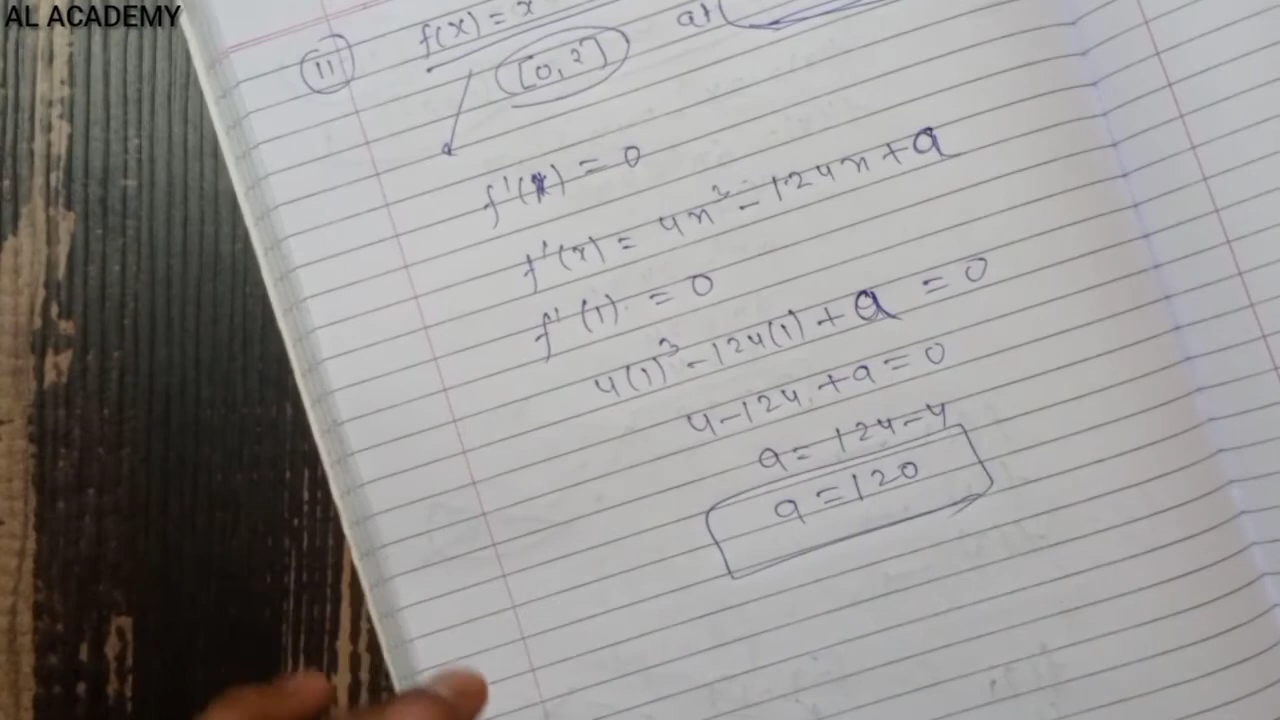 AL ACADEMY
(11) f(x) = x at
[0, 2]
f'(x) = 0
f'(x) = 4x³ - 124x + a
f'(1) = 0
4(1)³ - 124(1) + a = 0
4 - 124 + a = 0
a = 124 - 4
a = 120